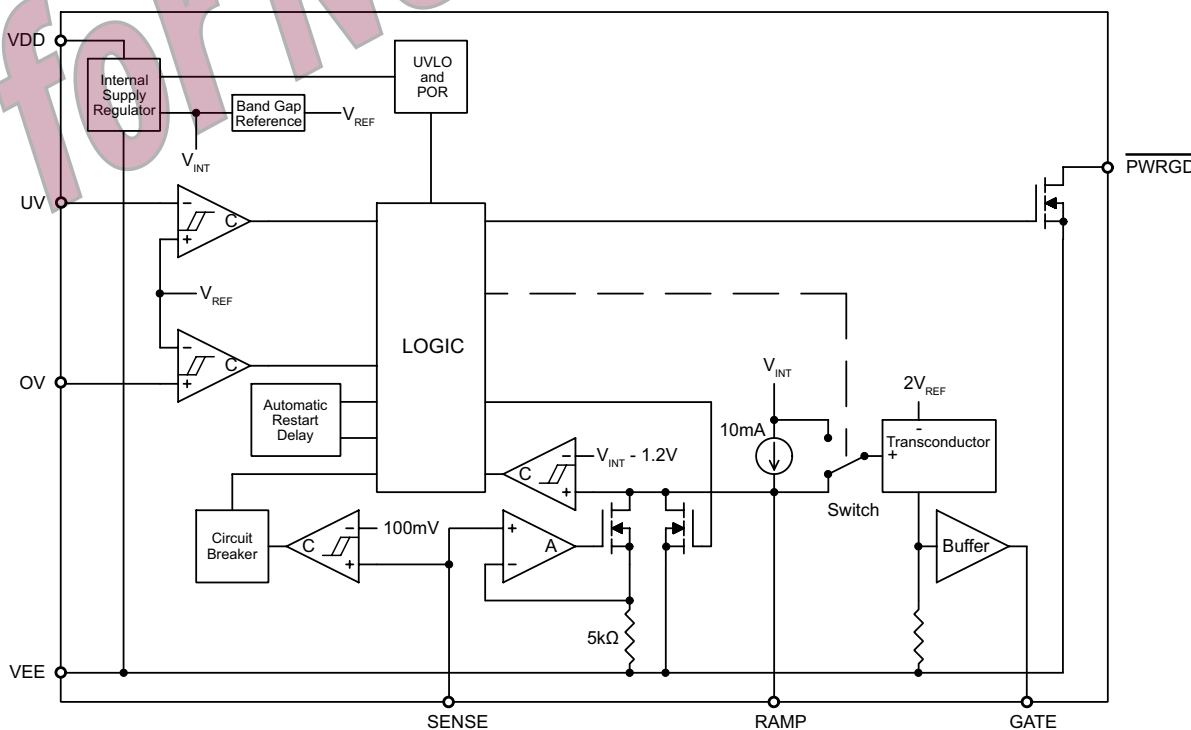 for N
VDD
Internal
Supply
Regulator
UVLO
and
POR
Band Gap
Reference
VREF
VINT
PWRGD
UV
-
C
+
VREF
-
C
+
OV
LOGIC
Automatic
Restart
Delay
VINT
10mA
2VREF
-
Transconductor
+
C
-
VINT - 1.2V
+
Switch
Circuit
Breaker
C
-
100mV
+
+
A
-
Buffer
5kΩ
VEE
SENSE
RAMP
GATE